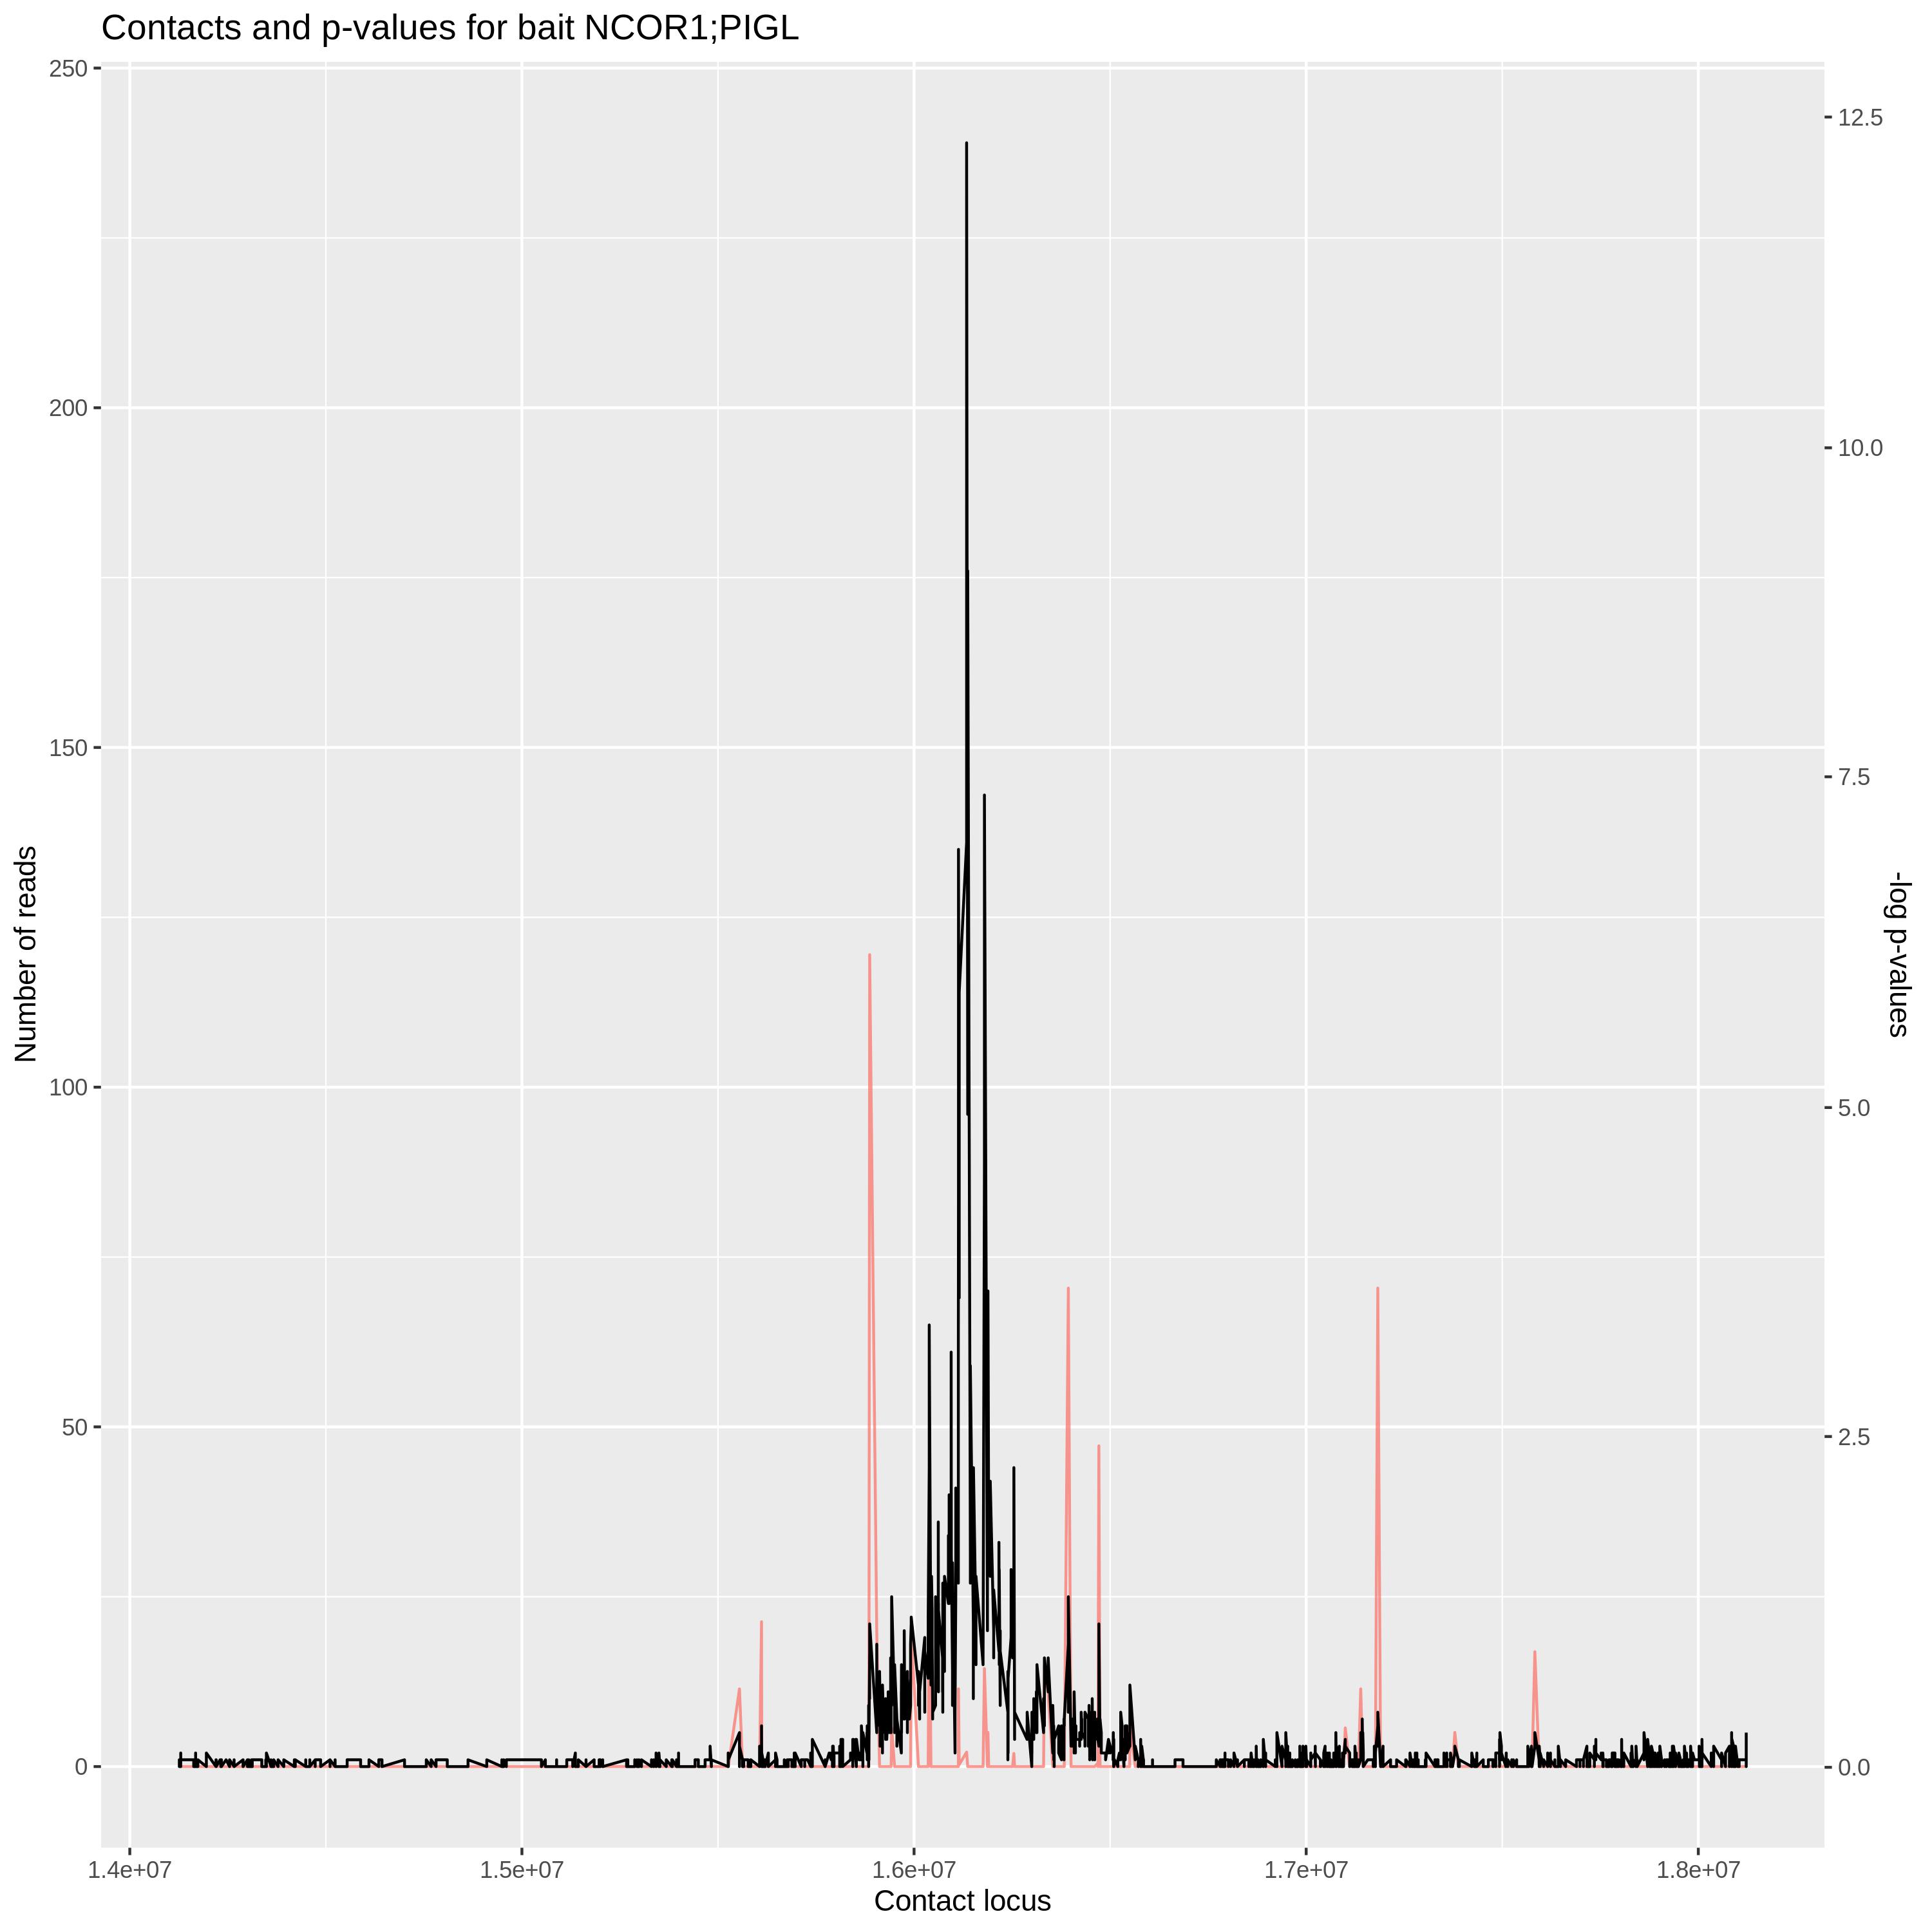 Contacts and p-values for bait NCOR1;PIGL
250
200
150
100
50
0
Number of reads
12.5
10.0
7.5
5.0
2.5
0.0
-log p-values
1.4e+07 1.5e+07 1.6e+07 1.7e+07 1.8e+07
Contact locus